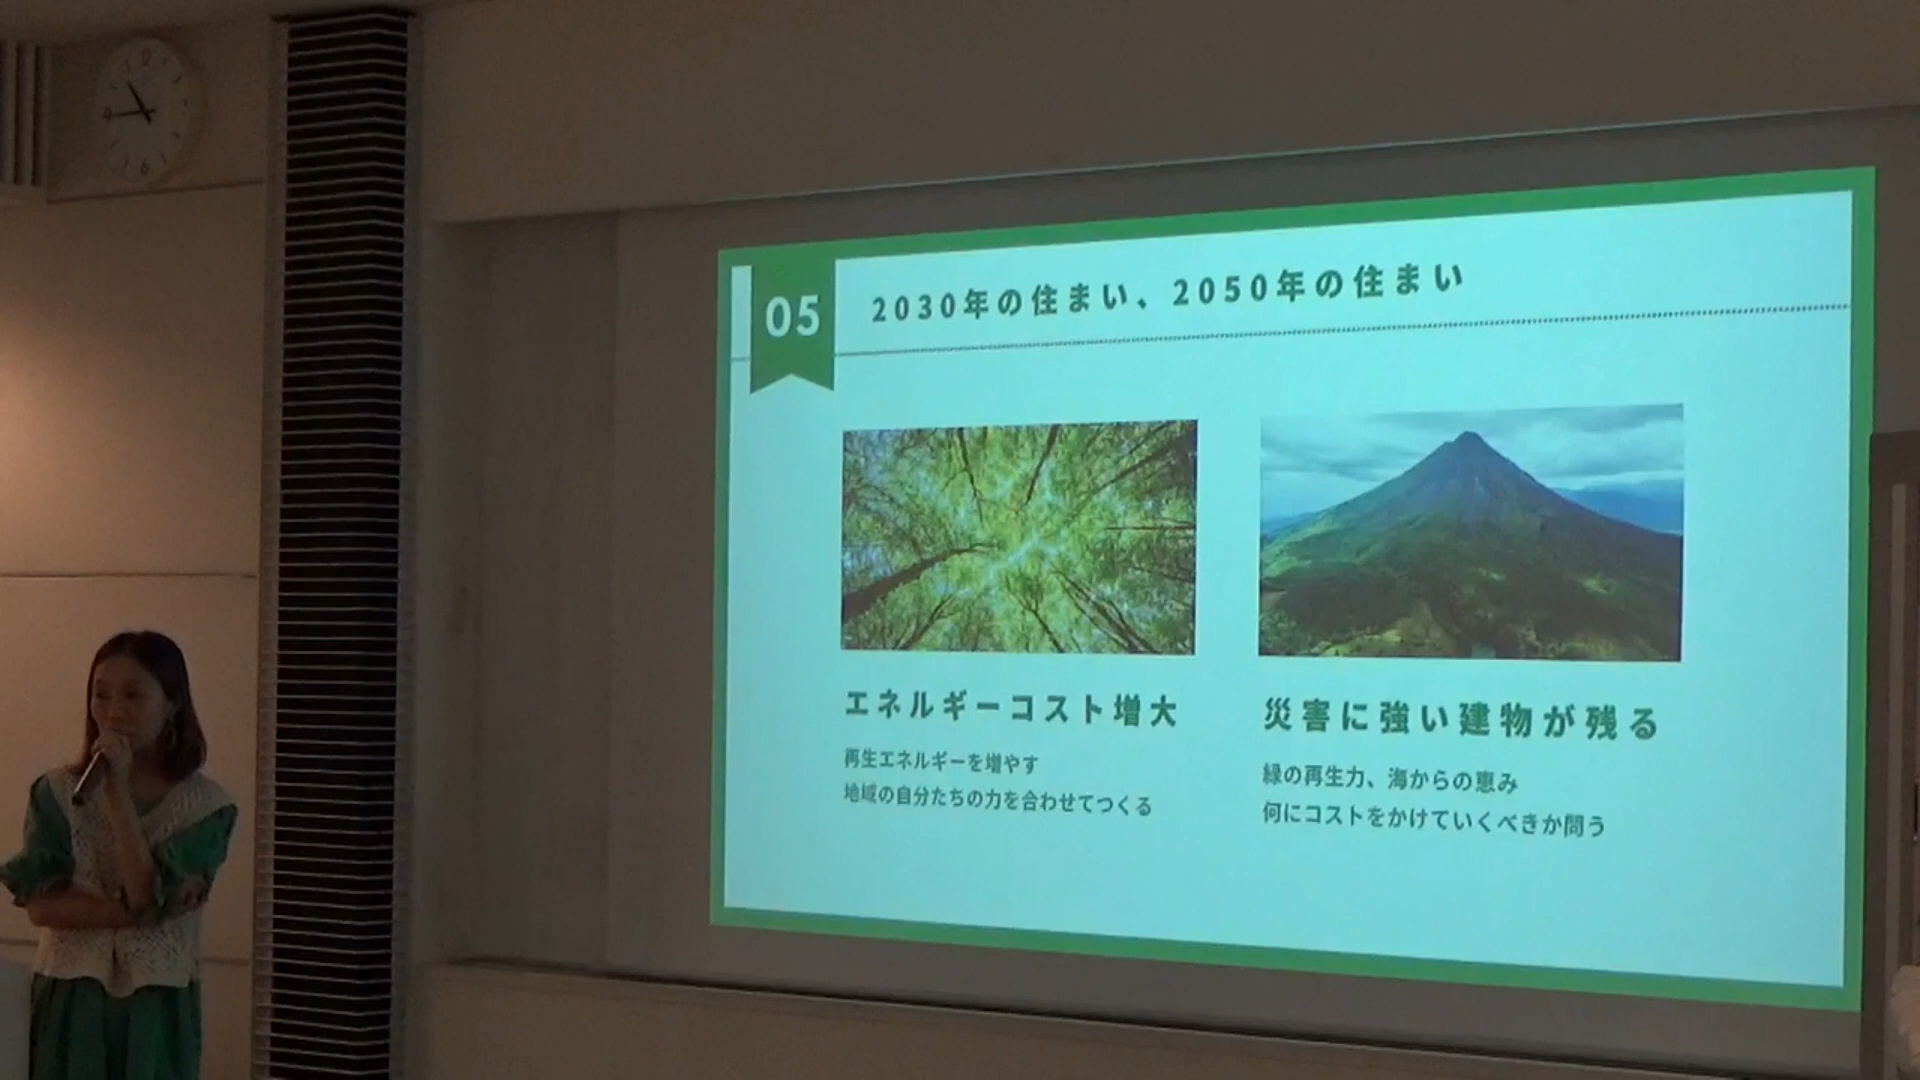 12
6
05
2030年の住まい、2050年の住まい
エネルギーコスト増大
再生エネルギーを増やす
地域の自分たちの力を合わせてつくる
災害に強い建物が残る
緑の再生力、海からの恵み
何にコストをかけていくべきか問う